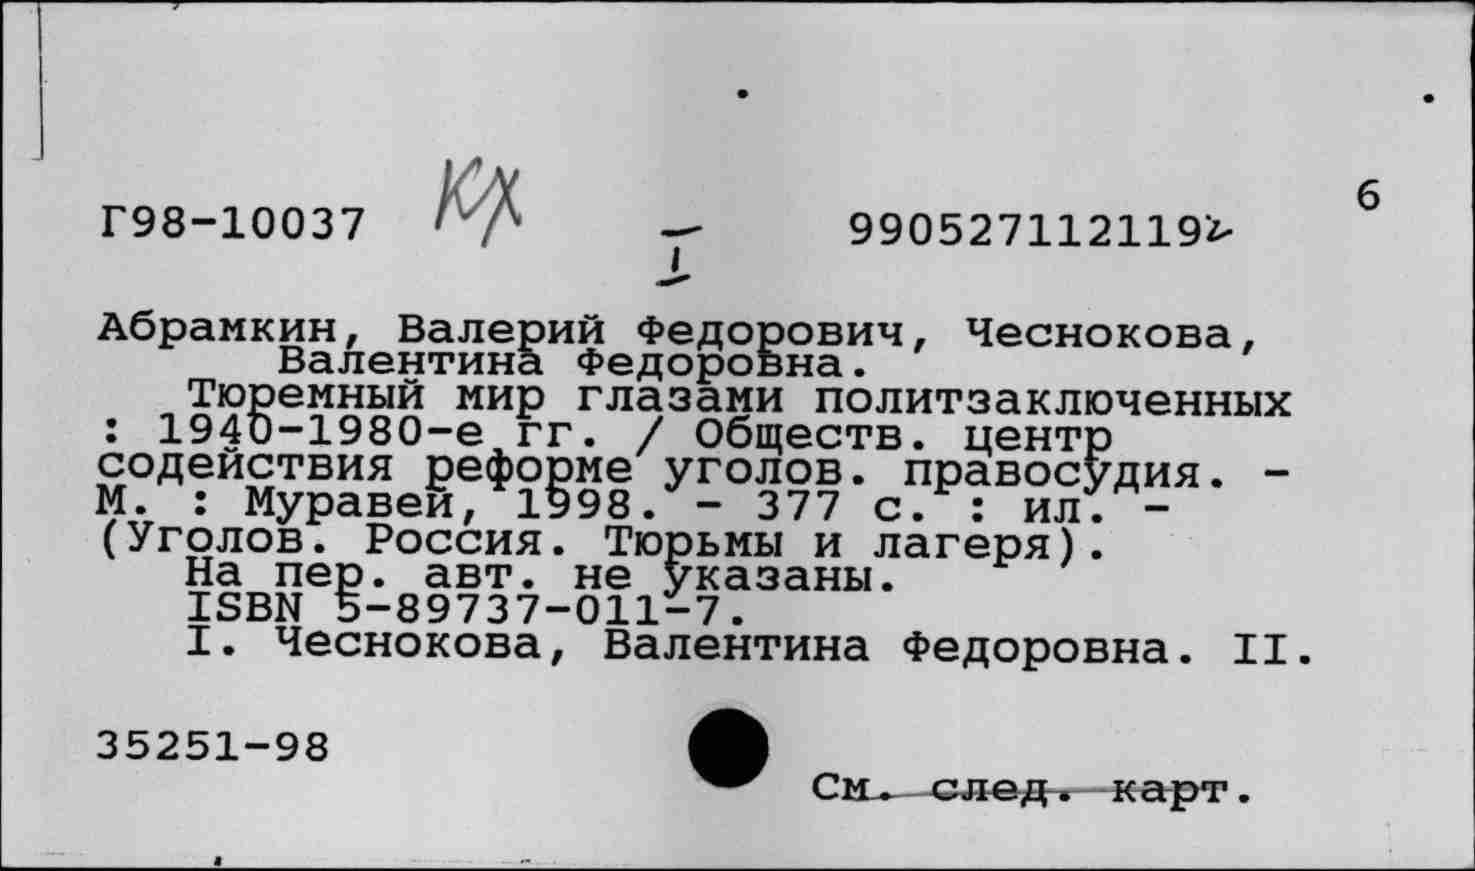 6
Г98-10037 КХ I 990527112119
Абрамкин, Валерий Федорович, Чеснокова,
Валентина Федоровна.
Тюремный мир глазами политзаключенных
: 1940-1980-е гг. / Обществ. центр
содействия реформе уголов. правосудия. -
М. : Муравей, 1998. - 377 с. : ил. -
(Уголов. Россия. Тюрьмы и лагеря).
На пер. авт. не указаны.
ISBN 5-89737-011-7.
I. Чеснокова, Валентина Федоровна. II.
35251-98
См. след. карт.